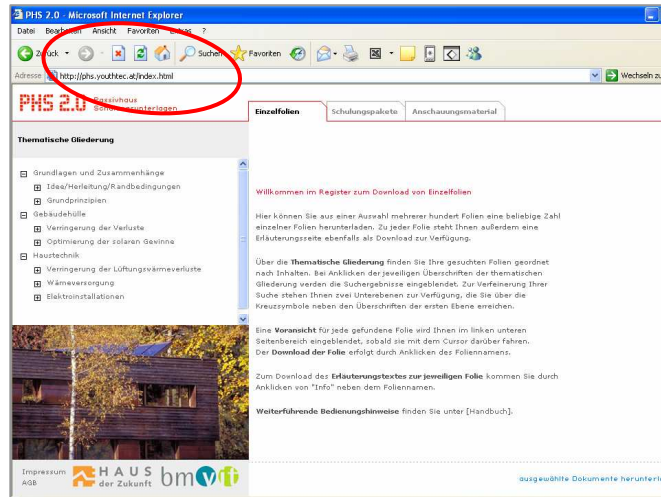 PHS 2.0 - Microsoft Internet Explorer
Datei Bearbeiten Ansicht Favoriten Extras ?
Zurück Suchen Favoriten
Adresse http://phs.youthtec.at/index.html Wechseln zu
PHS 2.0 Passivhaus
Schulungsunterlagen
Einzelfolien Schulungspakete Anschauungsmaterial
Thematische Gliederung
Grundlagen und Zusammenhänge
Idee/Herleitung/Randbedingungen
Grundprinzipien
Gebäudehülle
Verringerung der Verluste
Optimierung der solaren Gewinne
Haustechnik
Verringerung der Lüftungswärmeverluste
Wärmeversorgung
Elektroinstallationen
Willkommen im Register zum Download von Einzelfolien
Hier können Sie aus einer Auswahl mehrerer hundert Folien eine beliebige Zahl
einzelner Folien herunterladen. Zu jeder Folie steht Ihnen außerdem eine
Erläuterungsseite ebenfalls als Download zur Verfügung.
Über die Thematische Gliederung finden Sie Ihre gesuchten Folien geordnet
nach Inhalten. Bei Anklicken der jeweiligen Überschriften der thematischen
Gliederung werden die Suchergebnisse eingeblendet. Zur Verfeinerung Ihrer
Suche stehen Ihnen zwei Unterebenen zur Verfügung, die Sie über die
Kreuzsymbole neben den Überschriften der ersten Ebene erreichen.
Eine Voransicht für jede gefundene Folie wird Ihnen im linken unteren
Seitenbereich eingeblendet, sobald sie mit dem Cursor darüber fahren.
Der Download der Folie erfolgt durch Anklicken des Foliennamens.
Zum Download des Erläuterungstextes zur jeweiligen Folie kommen Sie durch
Anklicken von "Info" neben dem Foliennamen.
Weiterführende Bedienungshinweise finden Sie unter [Handbuch].
Impressum
AGB
HAUS
der Zukunft
bmvit
ausgewählte Dokumente herunterla